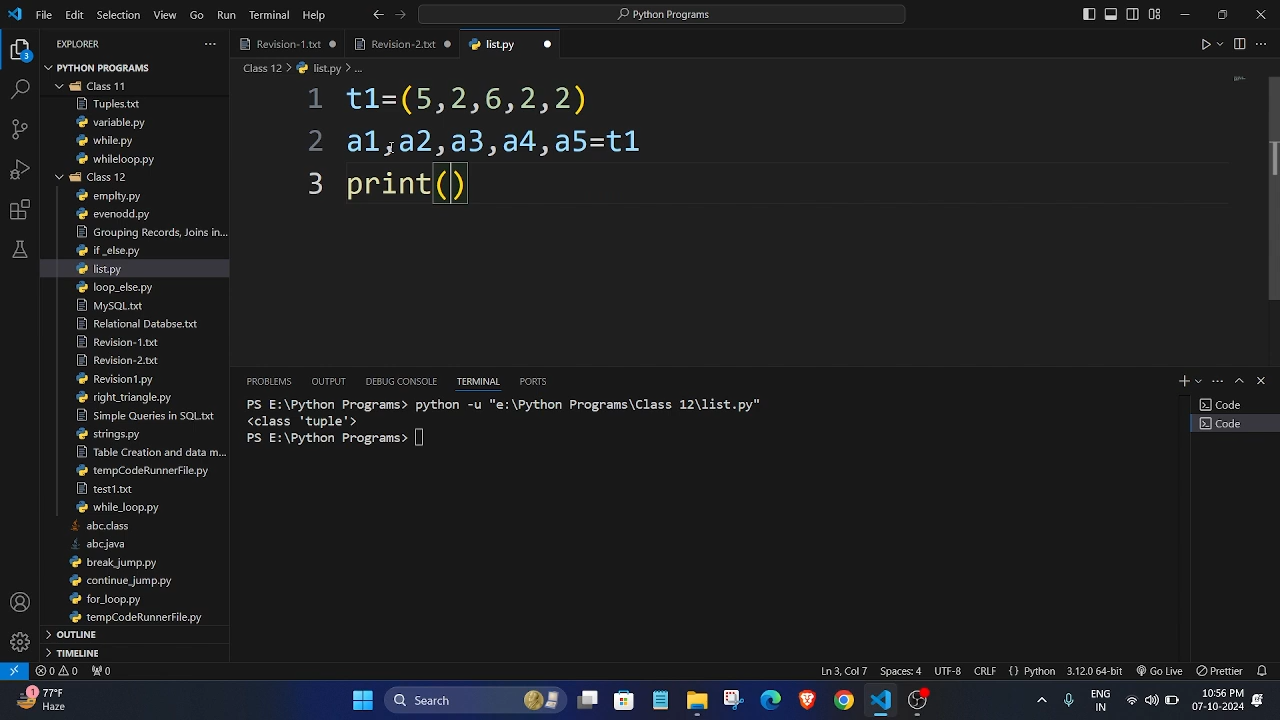 File Edit Selection View Go Run Terminal Help
Python Programs
EXPLORER
PYTHON PROGRAMS
Class 11
Tuples.txt
variable.py
while.py
whileloop.py
Class 12
emplty.py
evenodd.py
Grouping Records, Joins in...
if _else.py
list.py
loop_else.py
MySQL.txt
Relational Databse.txt
Revision-1.txt
Revision-2.txt
Revision1.py
right_triangle.py
Simple Queries in SQL.txt
strings.py
Table Creation and data m...
tempCodeRunnerFile.py
test1.txt
while_loop.py
abc.class
abc.java
break_jump.py
continue_jump.py
for_loop.py
tempCodeRunnerFile.py
OUTLINE
TIMELINE
Revision-1.txt Revision-2.txt list.py
Class 12 > list.py > ...
1 t1=(5,2,6,2,2)
2 a1,a2,a3,a4,a5=t1
3 print()
PROBLEMS OUTPUT DEBUG CONSOLE TERMINAL PORTS
PS E:\Python Programs> python -u "e:\Python Programs\Class 12\list.py"
<class 'tuple'>
PS E:\Python Programs>
Code
Code
3
0 0 0 Ln 3, Col 7 Spaces: 4 UTF-8 CRLF {} Python 3.12.0 64-bit Go Live Prettier
1 77°F
Haze
Search
ENG
IN
10:56 PM
07-10-2024